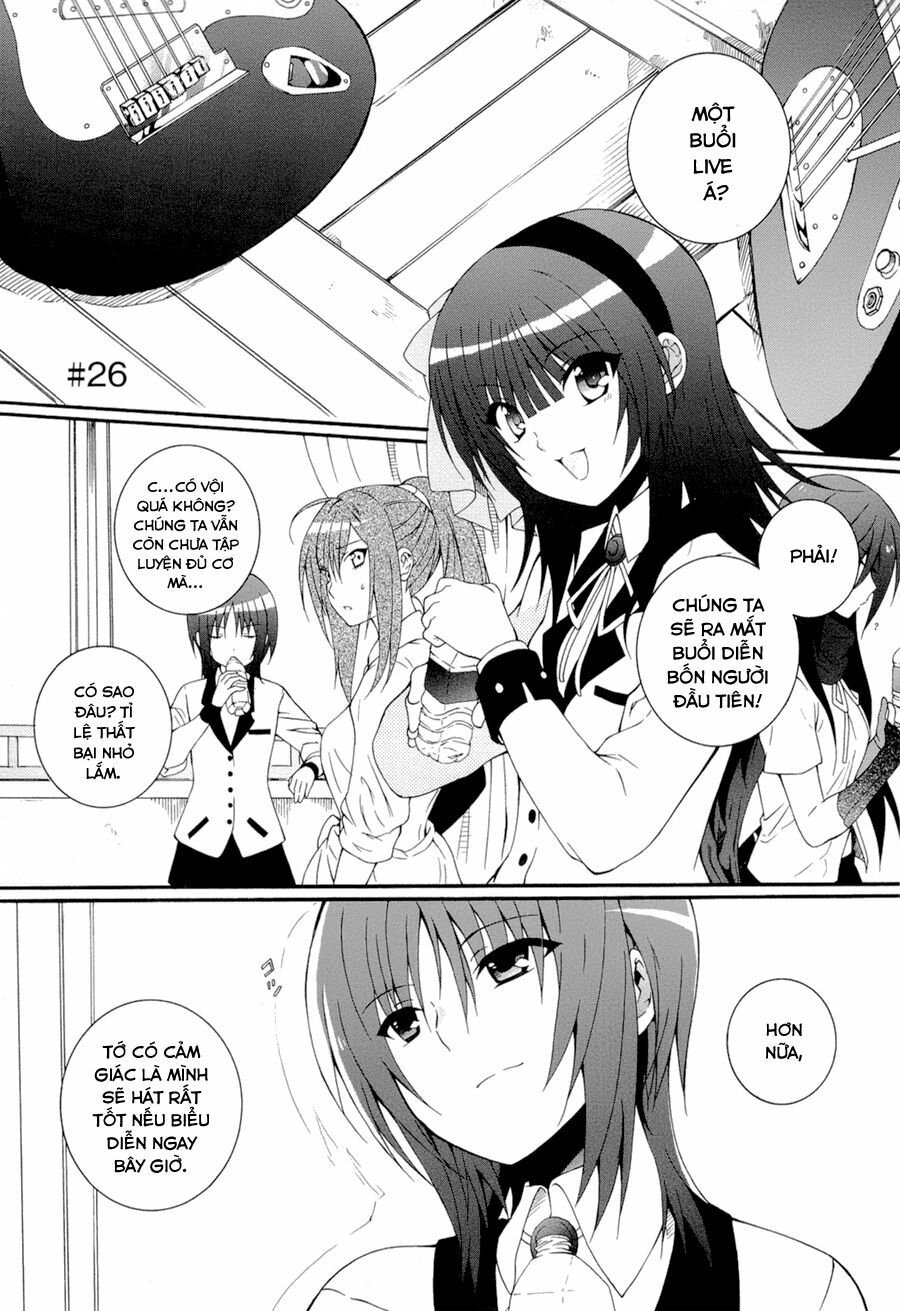 MỘT
BUỔI
LIVE
Á?
#26
PHẢI!
CHÚNG TA
SẼ RA MẮT
BUỔI DIỄN
BỐN NGƯỜI
ĐẦU TIÊN!
?
C...CÓ VỘI
QUÁ KHÔNG?
CHÚNG TA VẪN
CÒN CHƯA TẬP
LUYỆN ĐỦ CƠ
MÀ...
CÓ SAO
ĐÂU? TỈ
LỆ THẤT
BẠI NHỎ
LẮM.
HƠN
NỮA,
コツ
TỚ CÓ CẢM
GIÁC LÀ MÌNH
SẼ HÁT RẤT
TỐT NẾU BIỂU
DIỄN NGAY
BÂY GIỜ.